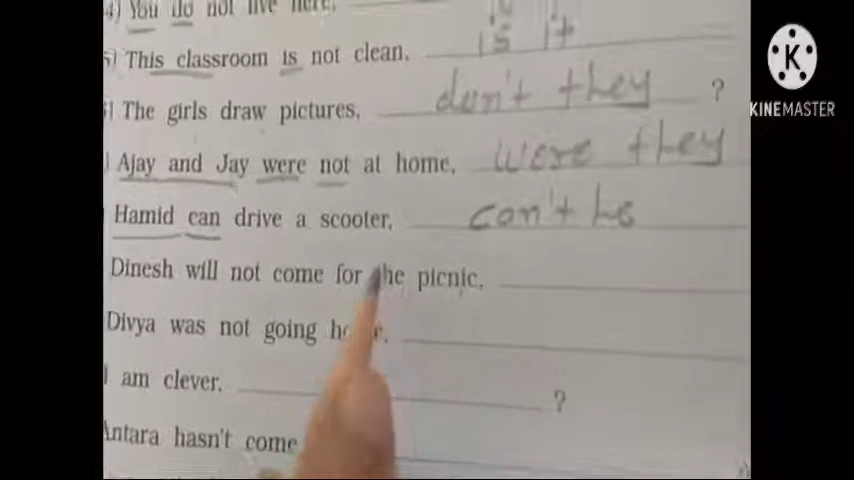 4) You do not live here,
5) This classroom is not clean, is it
The girls draw pictures, don't they ?
Ajay and Jay were not at home, were they
Hamid can drive a scooter, can't he
Dinesh will not come for the picnic,
Divya was not going
I am clever, ?
Antara hasn't come
K
KINEMASTER